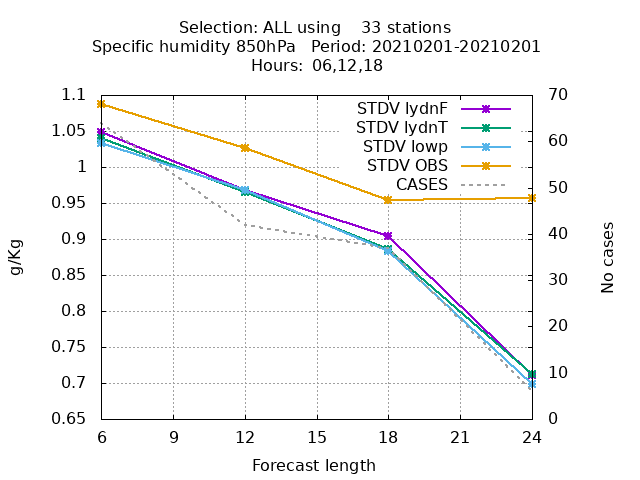 Selection: ALL using    33 stations
Specific humidity 850hPa   Period: 20210201-20210201
Hours:  06,12,18
STDV lydnF
STDV lydnT
STDV lowp
STDV OBS
CASES
1.1
1.05
1
0.95
0.9
0.85
0.8
0.75
0.7
0.65
g/Kg
70
60
50
40
30
20
10
0
No cases
6 9 12 15 18 21 24
Forecast length